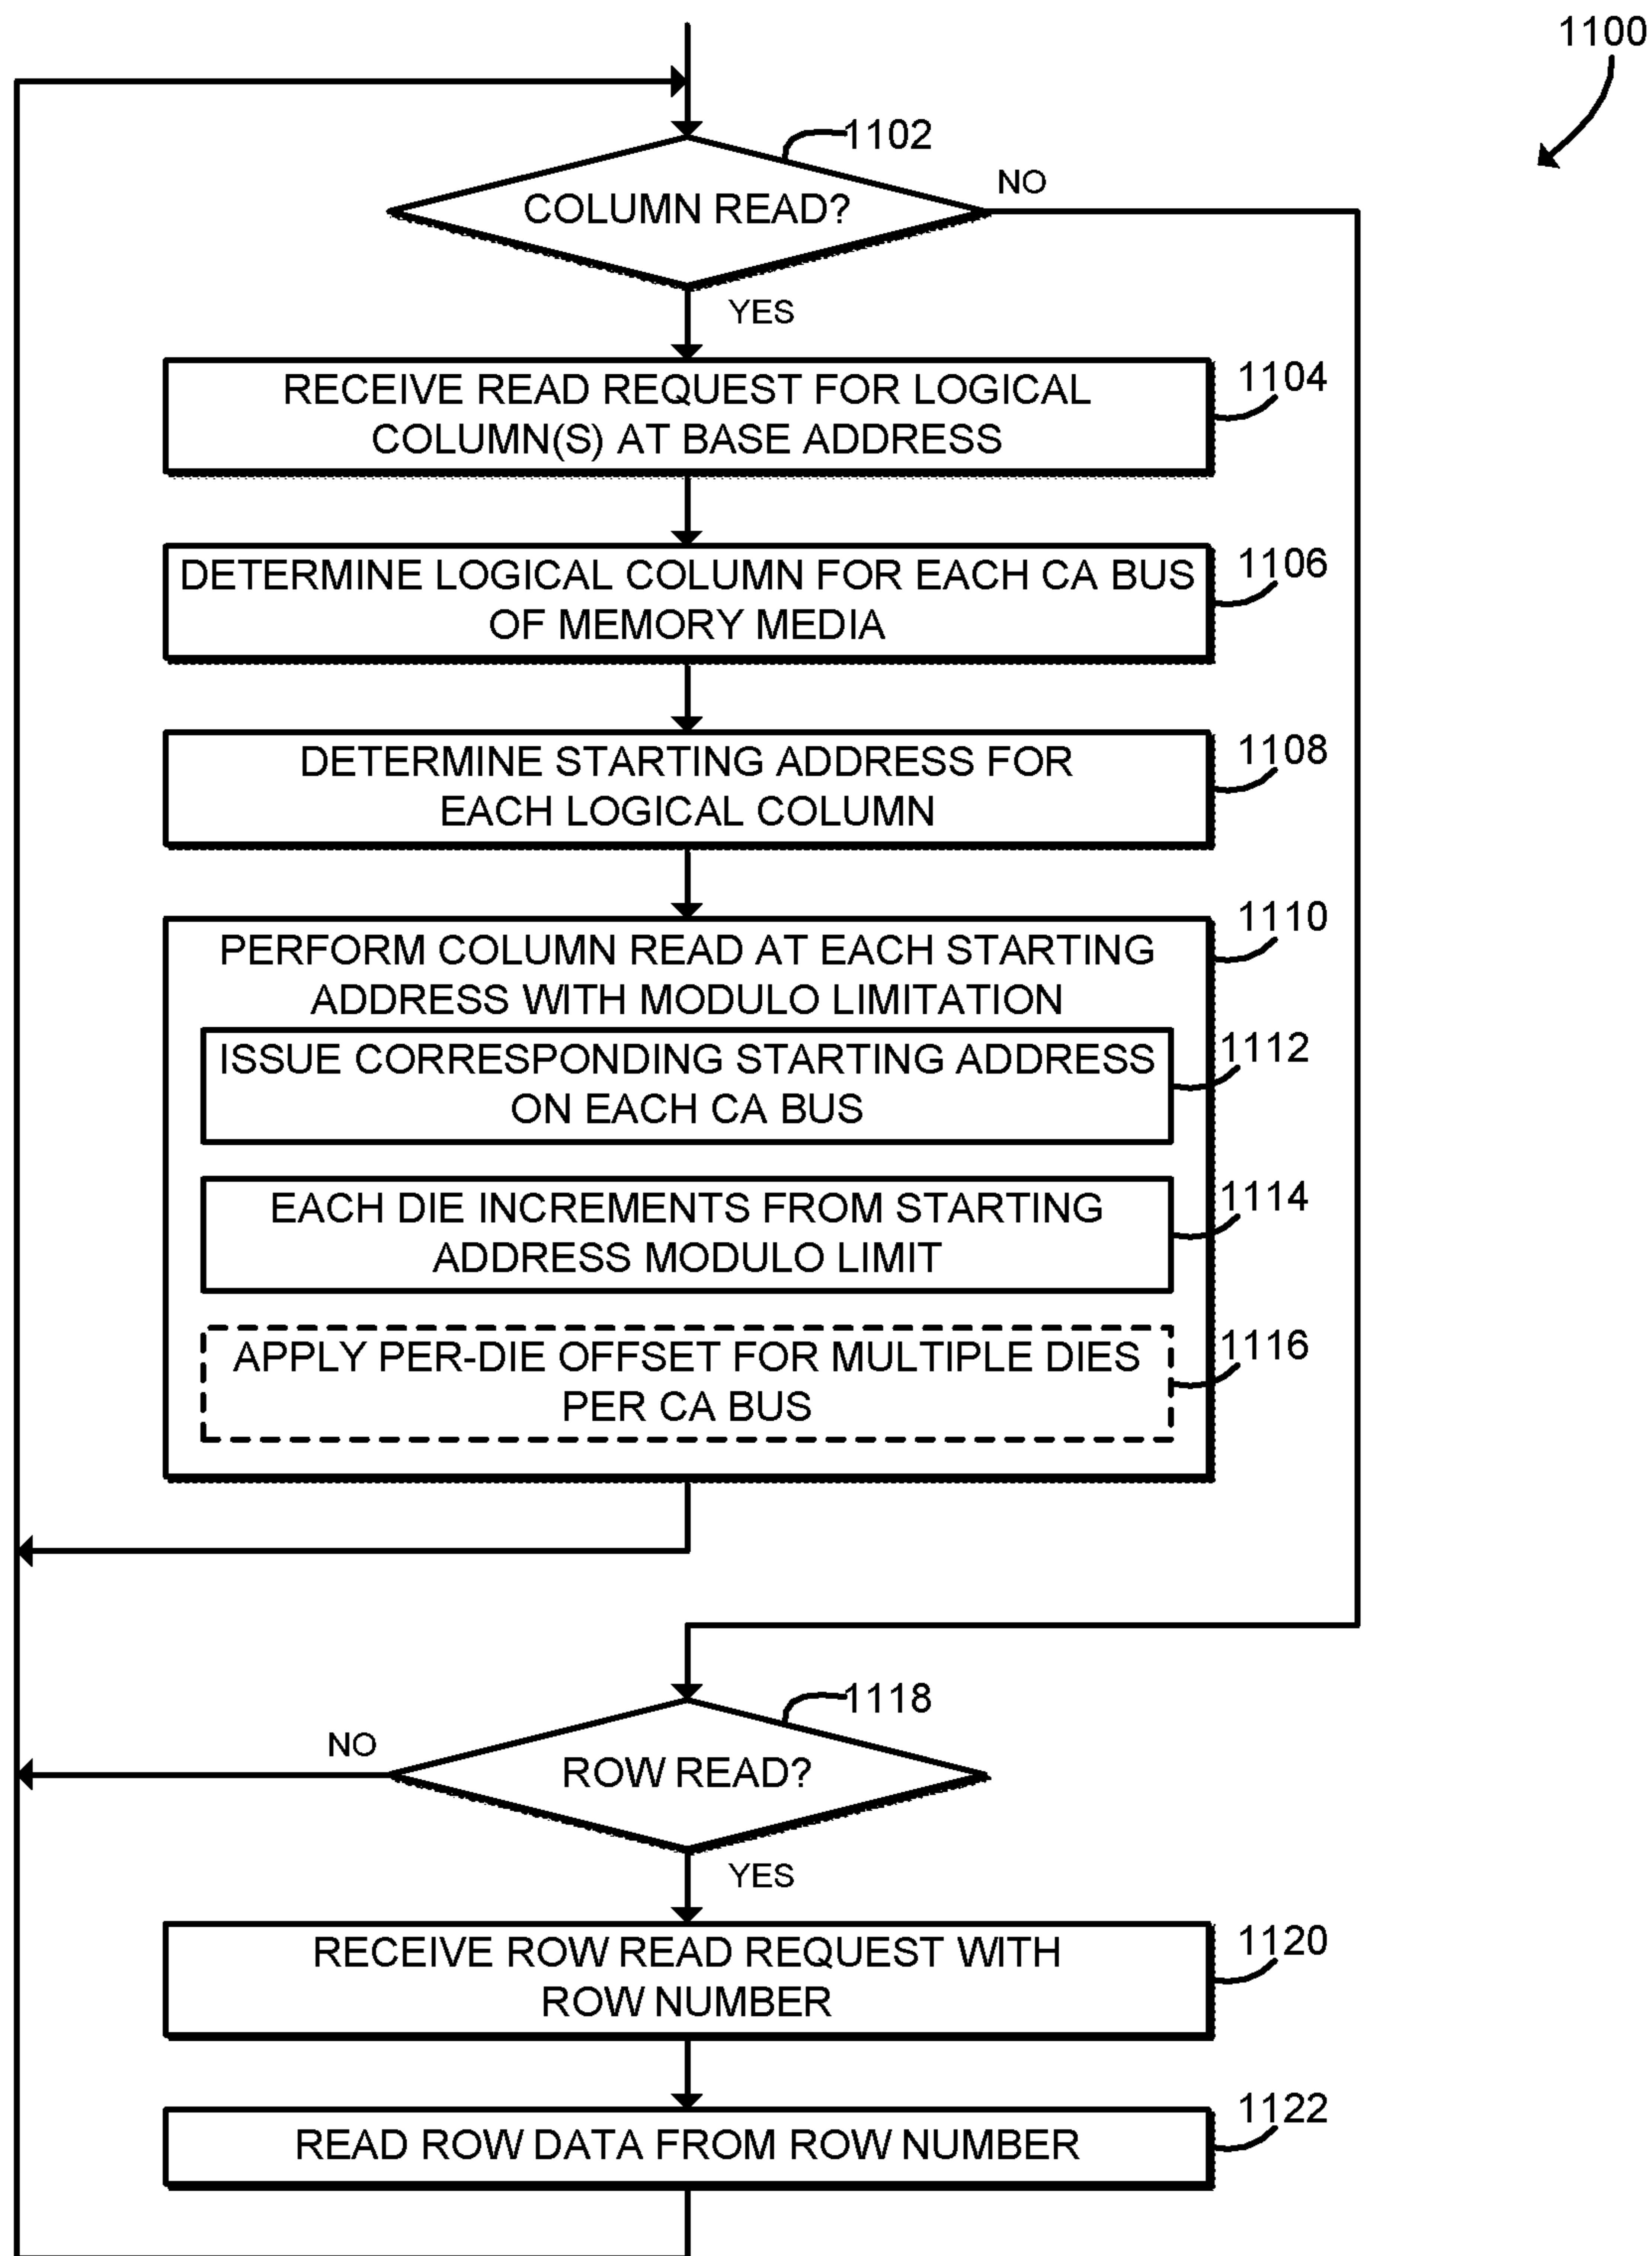 1100
1102
COLUMN READ?
NO
YES
RECEIVE READ REQUEST FOR LOGICAL
COLUMN(S) AT BASE ADDRESS
1104
DETERMINE LOGICAL COLUMN FOR EACH CA BUS
OF MEMORY MEDIA
1106
DETERMINE STARTING ADDRESS FOR
EACH LOGICAL COLUMN
1108
PERFORM COLUMN READ AT EACH STARTING
ADDRESS WITH MODULO LIMITATION
1110
ISSUE CORRESPONDING STARTING ADDRESS
ON EACH CA BUS
1112
EACH DIE INCREMENTS FROM STARTING
ADDRESS MODULO LIMIT
1114
APPLY PER-DIE OFFSET FOR MULTIPLE DIES
PER CA BUS
1116
1118
NO
ROW READ?
YES
RECEIVE ROW READ REQUEST WITH
ROW NUMBER
1120
READ ROW DATA FROM ROW NUMBER
1122